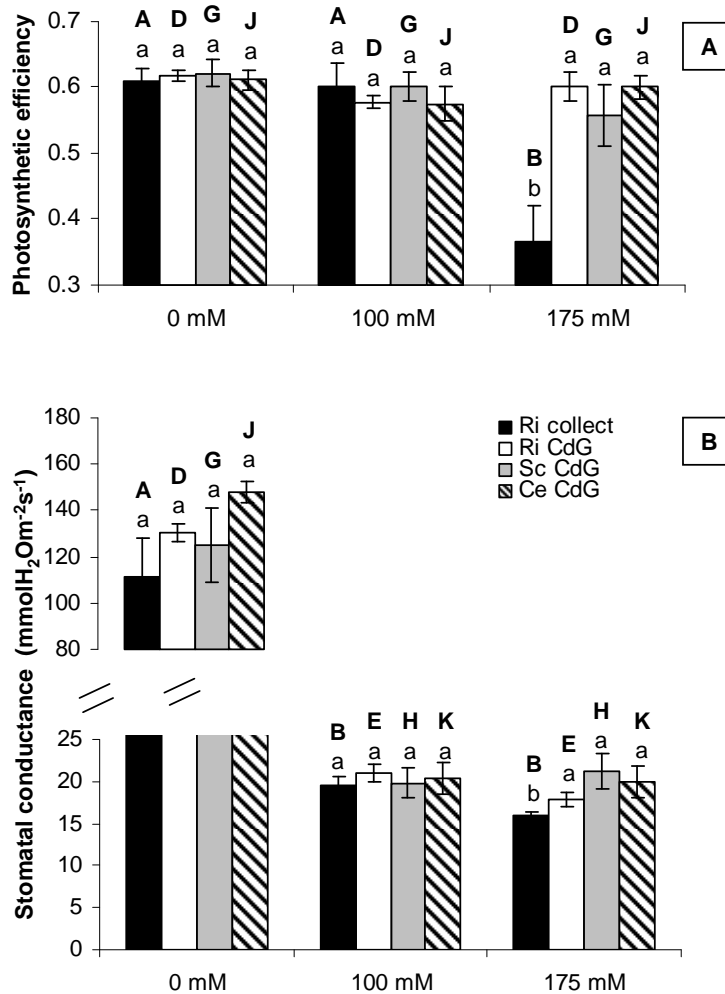 A D G J A G J D G J A
a a a a a D a a a a a
a
B
b
0.7
0.6
0.5
0.4
0.3
Photosynthetic efficiency
0 mM 100 mM 175 mM
180
160
140
120
100
80
25
20
15
10
5
0
Stomatal conductance (mmolH₂Om⁻²s⁻¹)
Ri collect
Ri CdG
Sc CdG
Ce CdG
B
A D G J
a a a a
B E H K B E H K
a a a a b a a a
0 mM 100 mM 175 mM